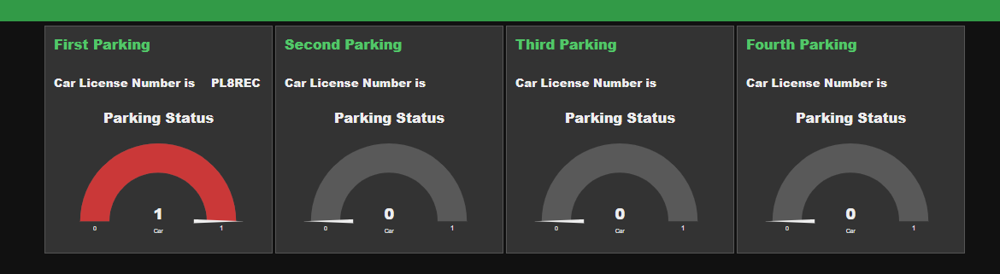 First Parking
Car License Number is PL8REC
Parking Status
1
Car
0 1
Second Parking
Car License Number is
Parking Status
0
Car
0 1
Third Parking
Car License Number is
Parking Status
0
Car
0 1
Fourth Parking
Car License Number is
Parking Status
0
Car
0 1